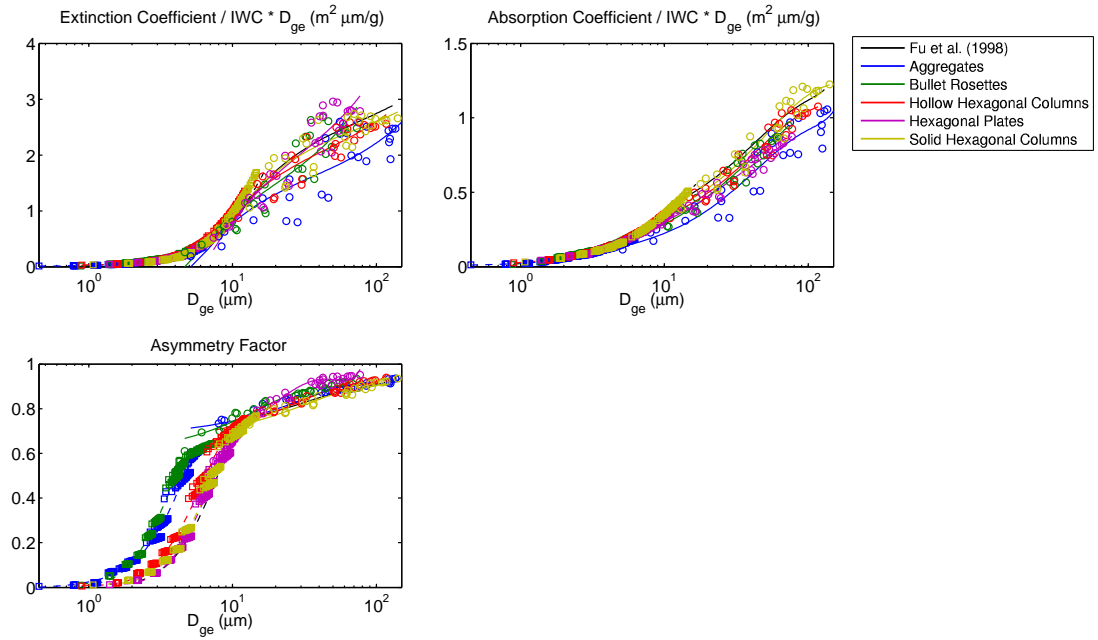 Extinction Coefficient / IWC * D_ge (m² μm/g)
4
3
2
1
0
10⁰
10¹
10²
D_ge (μm)
Absorption Coefficient / IWC * D_ge (m² μm/g)
1.5
1
0.5
0
10⁰
10¹
10²
D_ge (μm)
Fu et al. (1998)
Aggregates
Bullet Rosettes
Hollow Hexagonal Columns
Hexagonal Plates
Solid Hexagonal Columns
Asymmetry Factor
1
0.8
0.6
0.4
0.2
0
10⁰
10¹
10²
D_ge (μm)